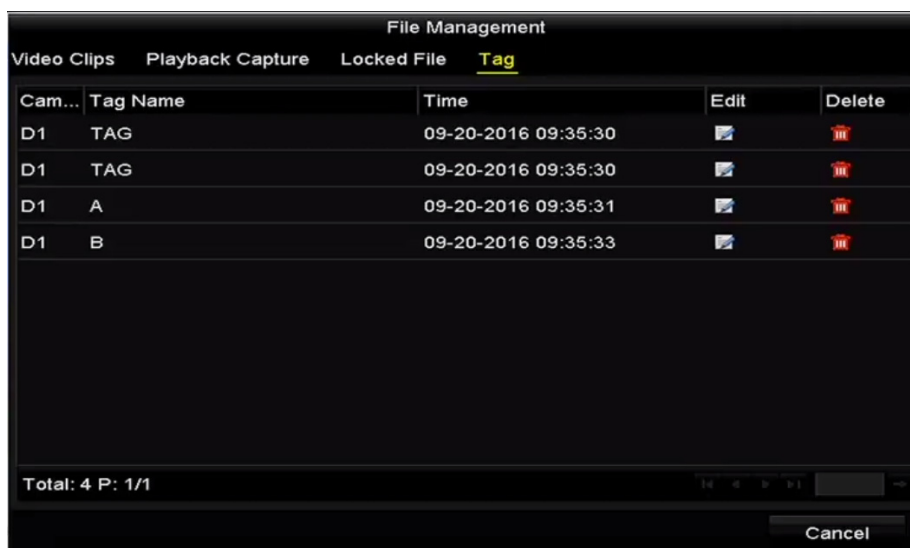 File Management
Video Clips Playback Capture Locked File Tag
Cam... Tag Name Time Edit Delete
D1 TAG 09-20-2016 09:35:30
D1 TAG 09-20-2016 09:35:30
D1 A 09-20-2016 09:35:31
D1 B 09-20-2016 09:35:33
Total: 4 P: 1/1
Cancel